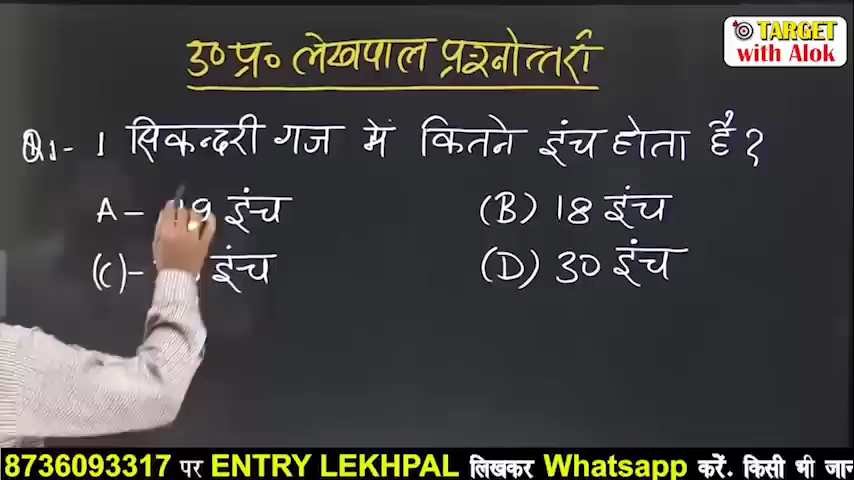 TARGET
with Alok
उ० प्र० लेखपाल प्रश्नोत्तरी
Q1- 1 सिकन्दरी गज में कितने इंच होता है?
A- इंच (B) 18 इंच
(C)- इंच (D) 30 इंच
8736093317 पर ENTRY LEKHPAL लिखकर Whatsapp करें. किसी भी